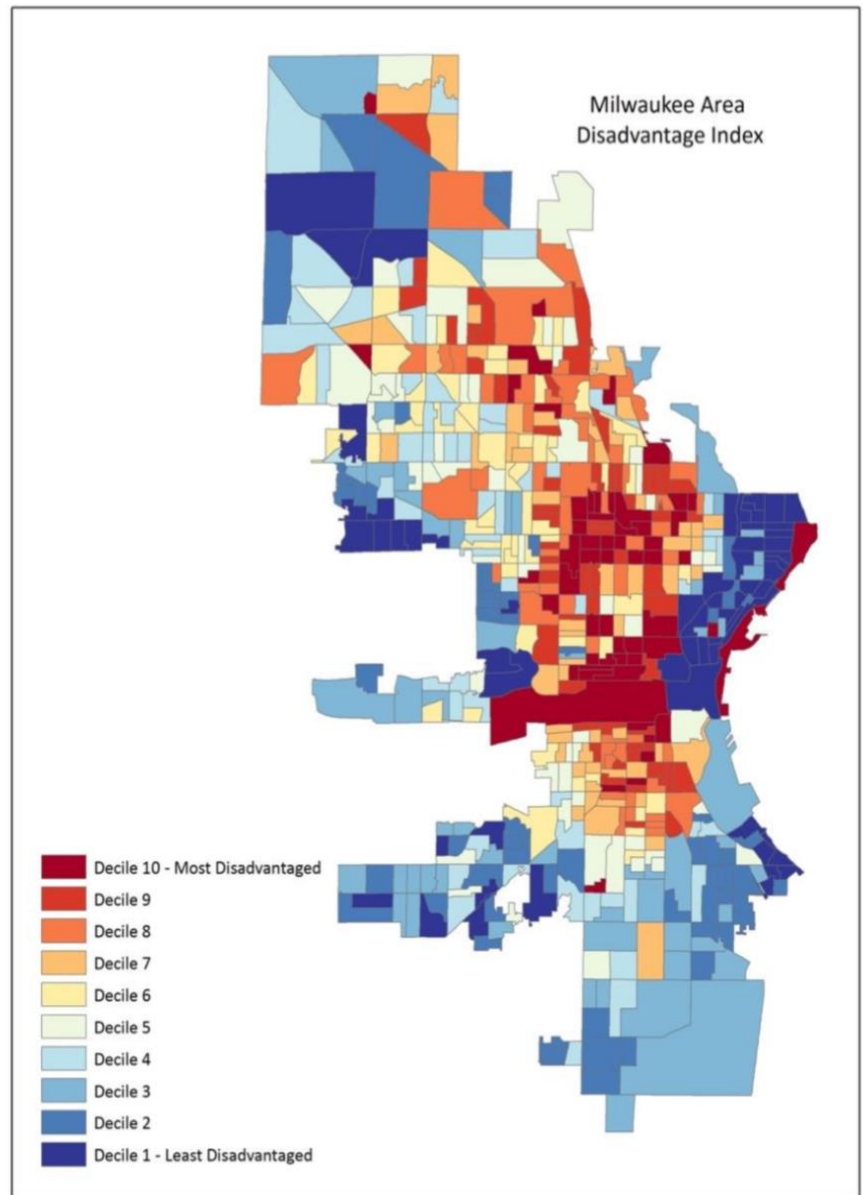 Milwaukee Area
Disadvantage Index
Decile 10 - Most Disadvantaged
Decile 9
Decile 8
Decile 7
Decile 6
Decile 5
Decile 4
Decile 3
Decile 2
Decile 1 - Least Disadvantaged